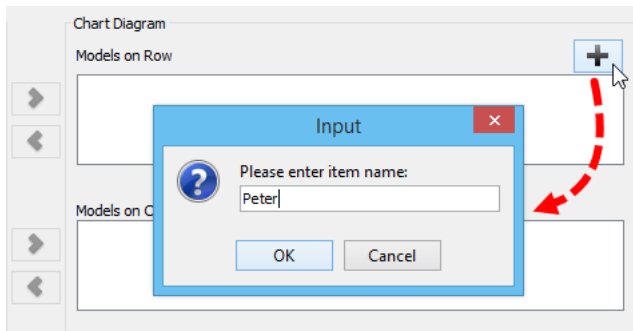 Chart Diagram
Models on Row
Input
Please enter item name:
Peter
Models on C
OK Cancel